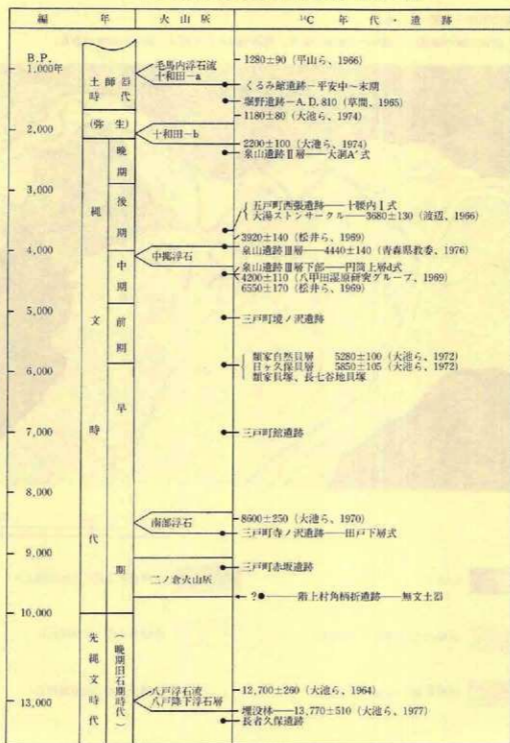 編 年 火山灰 ¹⁴C 年代・遺跡
B.P.
1,000年
2,000
3,000
4,000
5,000
6,000
7,000
8,000
9,000
10,000
13,000
土師器
時代
(弥生)
縄文時代
晩期
後期
中期
前期
早期
先縄文時代
(晩期旧石器時代)
毛馬内浮石流
十和田-a
十和田-b
中掫浮石
南部浮石
二ノ倉火山灰
八戸浮石流
八戸降下浮石層
1280±90 (平山ら、1966)
くるみ館遺跡—平安中~末期
堀野遺跡—A.D.810 (草間、1965)
1180±80 (大池ら、1974)
2200±100 (大池ら、1974)
泉山遺跡Ⅱ層——大洞A′式
五戸町西張遺跡——十腰内Ⅰ式
大湯ストンサークル——3680±130 (渡辺、1966)
3920±140 (松井ら、1969)
泉山遺跡Ⅲ層——4440±140 (青森県教委、1976)
泉山遺跡Ⅲ層下部——円筒上層d式
4200±110 (八甲田湿原研究グループ、1969)
6550±170 (松井ら、1969)
三戸町境ノ沢遺跡
類家自然貝層 5280±100 (大池ら、1972)
日ヶ久保貝層 5850±105 (大池ら、1972)
類家貝塚、長七谷地貝塚
三戸町館遺跡
8600±250 (大池ら、1970)
三戸町寺ノ沢遺跡——田戸下層式
三戸町赤坂遺跡
?●——階上村角柄折遺跡——無文土器
12,700±260 (大池ら、1964)
埋没林——13,770±510 (大池ら、1977)
長者久保遺跡